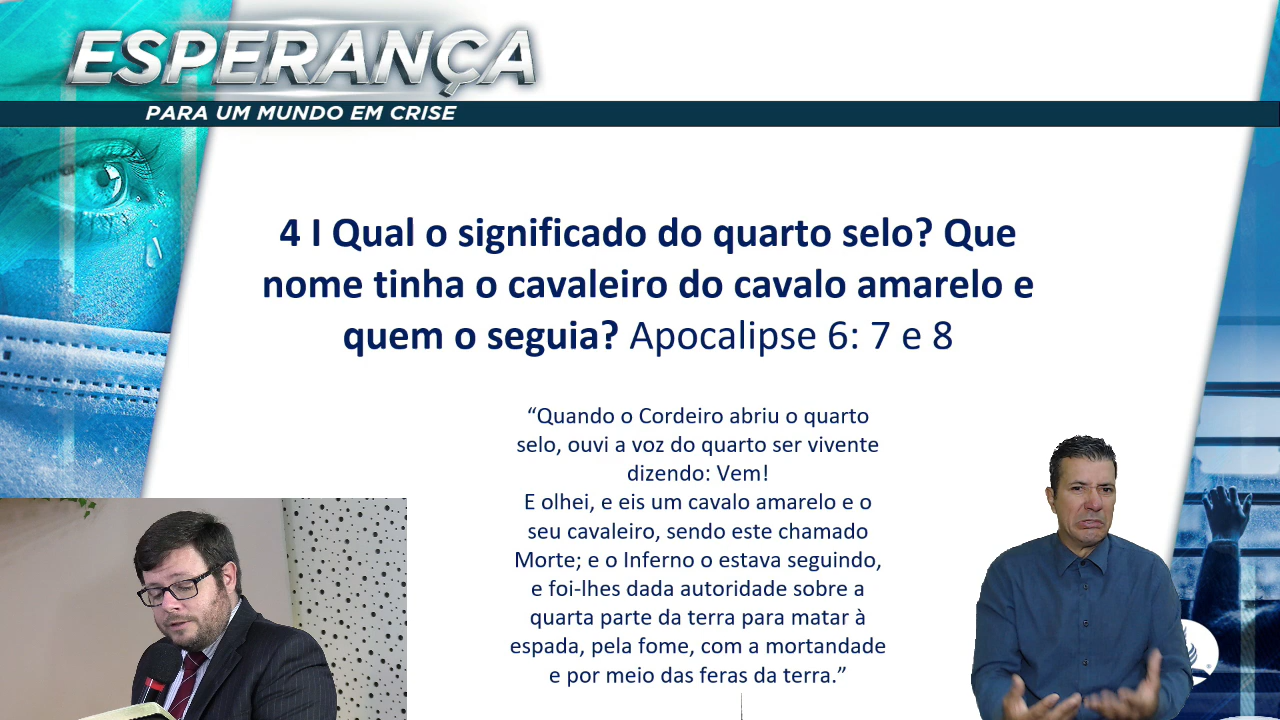 ESPERANÇA
PARA UM MUNDO EM CRISE
4 I Qual o significado do quarto selo? Que
nome tinha o cavaleiro do cavalo amarelo e
quem o seguia? Apocalipse 6: 7 e 8
“Quando o Cordeiro abriu o quarto
selo, ouvi a voz do quarto ser vivente
dizendo: Vem!
E olhei, e eis um cavalo amarelo e o
seu cavaleiro, sendo este chamado
Morte; e o Inferno o estava seguindo,
e foi-lhes dada autoridade sobre a
quarta parte da terra para matar à
espada, pela fome, com a mortandade
e por meio das feras da terra.”